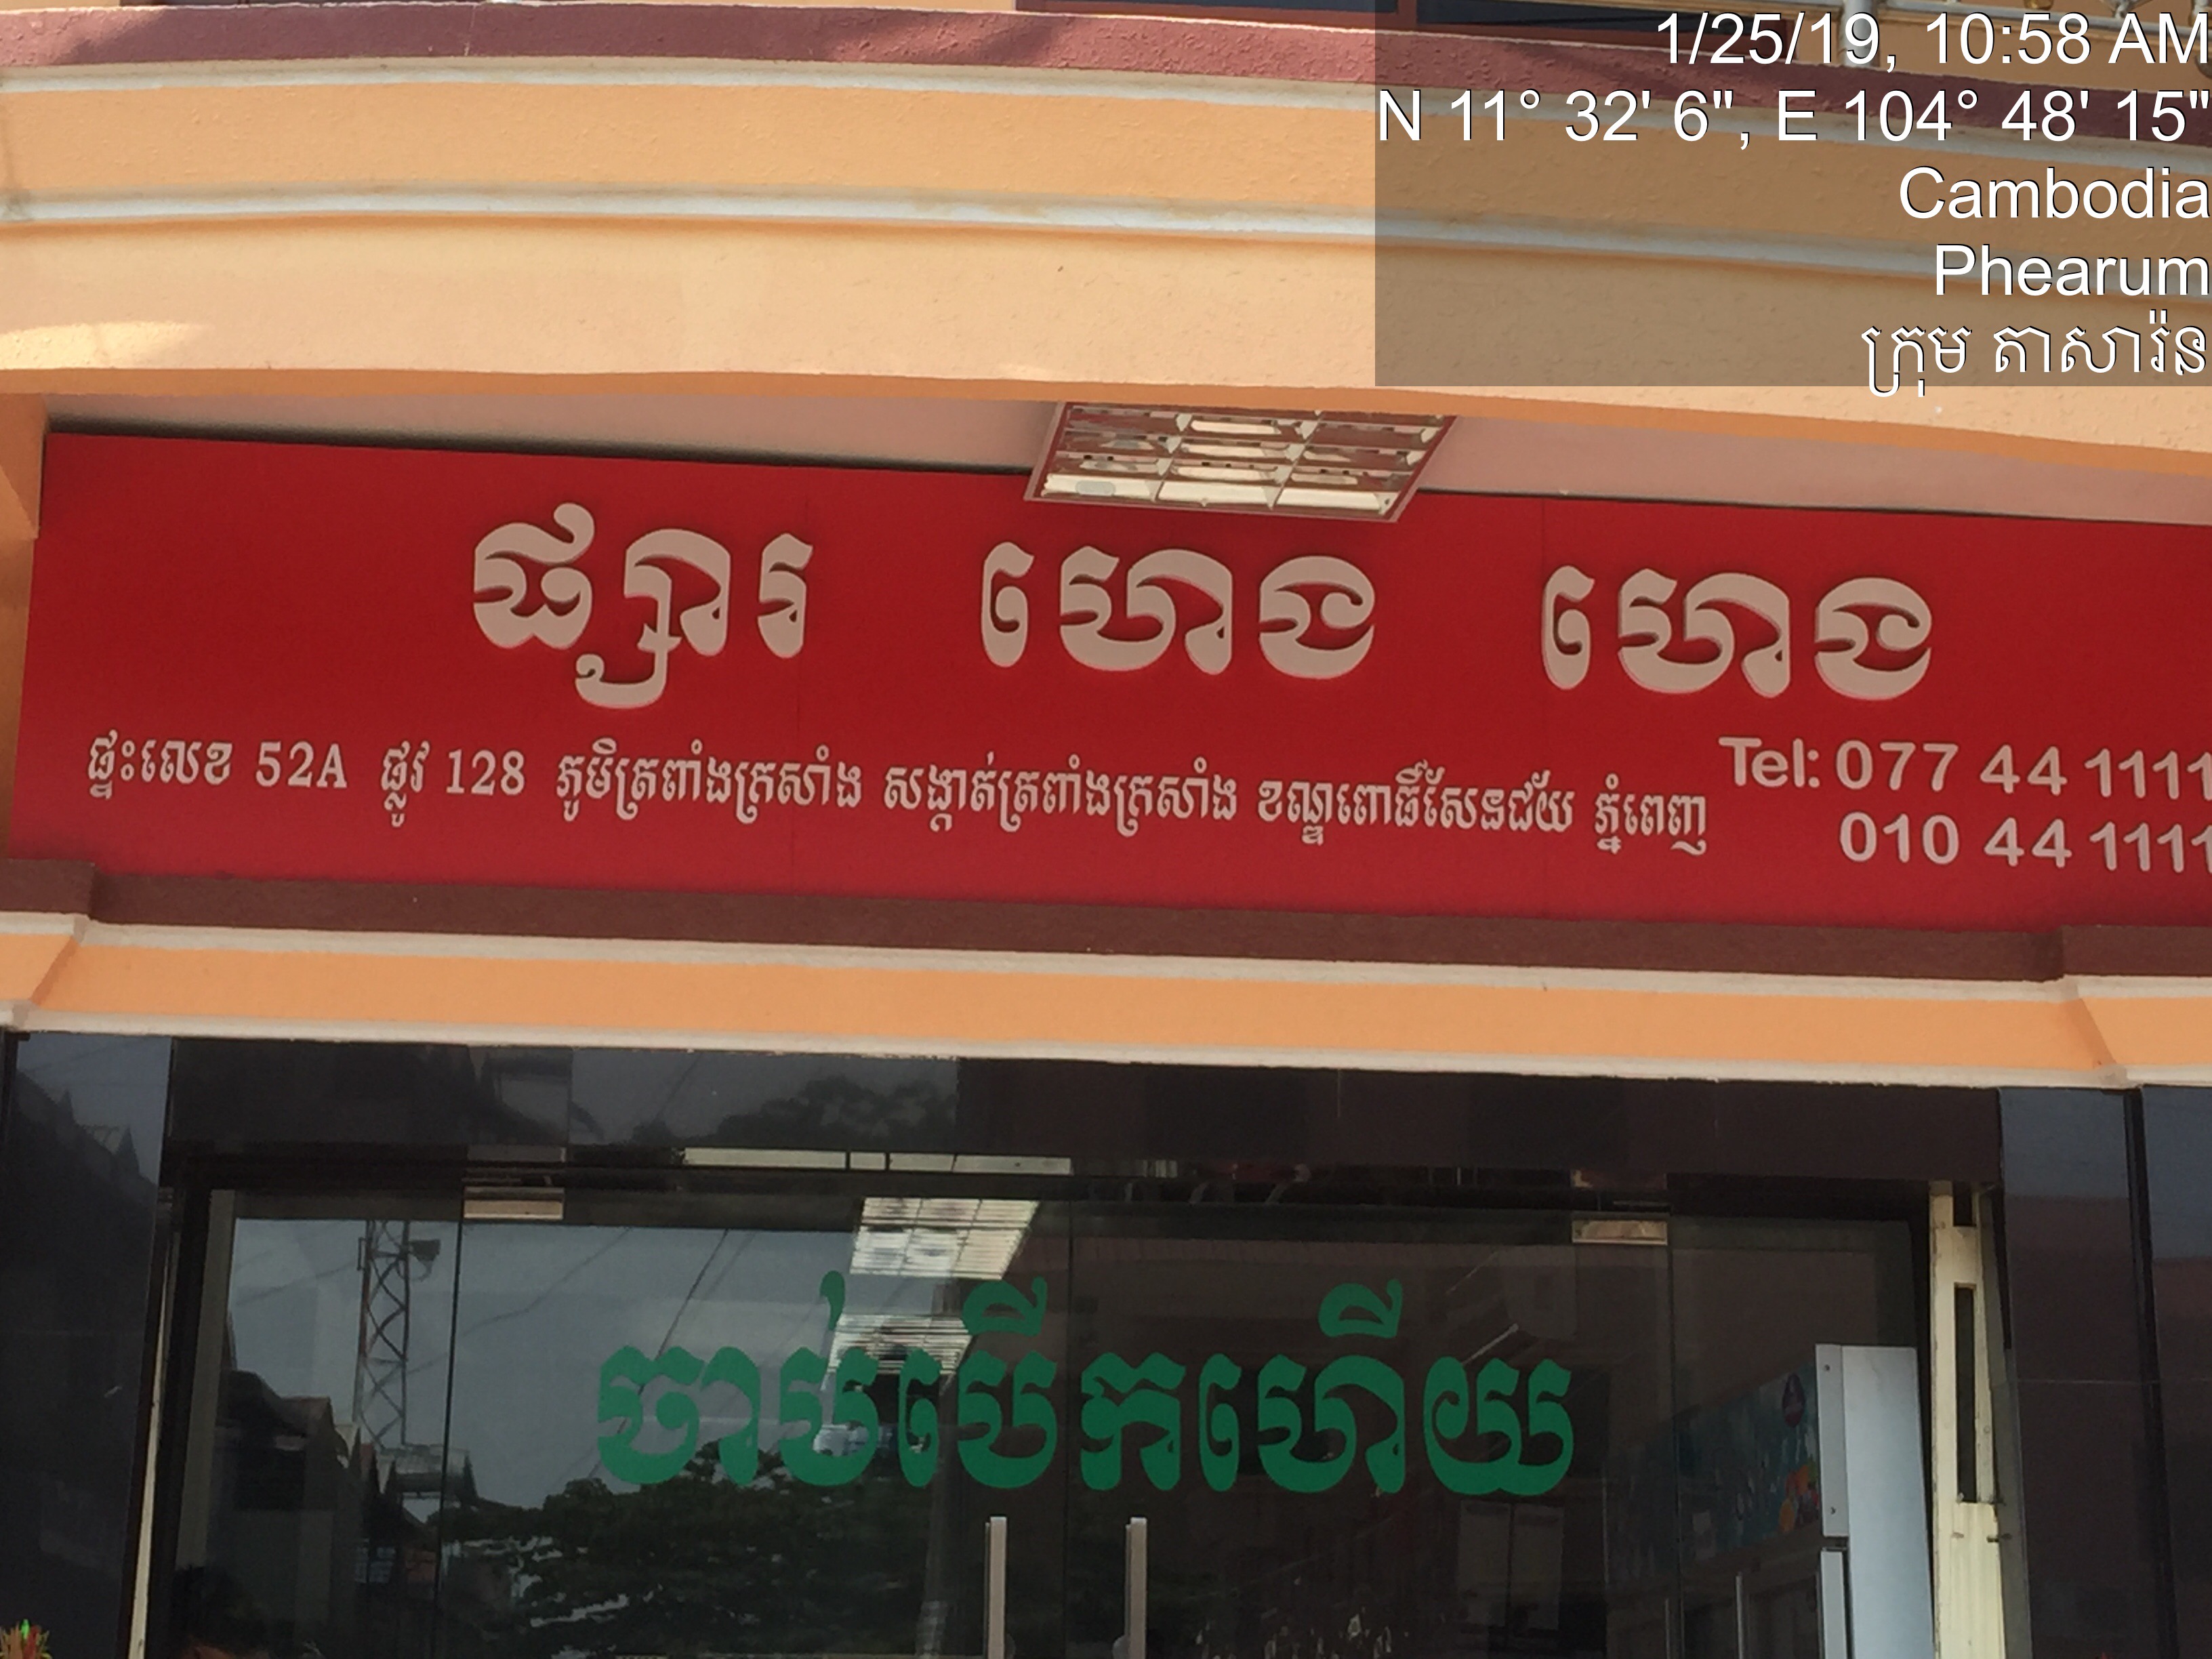 1/25/19, 10:58 AM
N 11° 32' 6", E 104° 48' 15"
Cambodia
Phearum
ក្រុម តាសារ៉ន
ផ្សារ ហេង ហេង
ផ្ទះលេខ 52A ផ្លូវ 128 ភូមិត្រពាំងក្រសាំង សង្កាត់ត្រពាំងក្រសាំង ខណ្ឌពោធិ៍សែនជ័យ ភ្នំពេញ
Tel: 077 44 1111
010 44 1111
ចាប់បើកហើយ